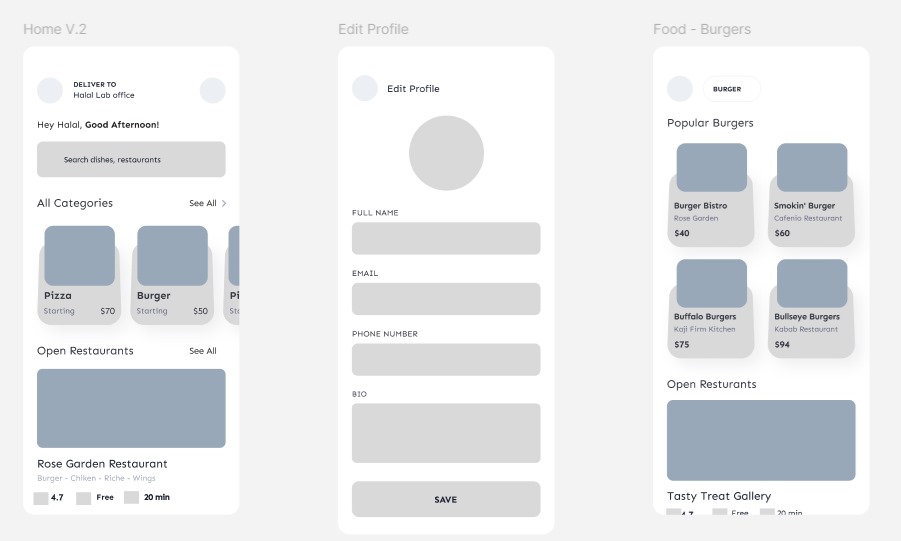 Home V.2
DELIVER TO
Halal Lab office
Hey Halal, Good Afternoon!
Search dishes, restaurants
All Categories
See All
Pizza
Starting
$70
Burger
Starting
$50
Pi
Sta
Open Restaurants
See All
Rose Garden Restaurant
Burger - Chiken - Riche - Wings
4.7
Free
20 min
Edit Profile
Edit Profile
FULL NAME
EMAIL
PHONE NUMBER
BIO
SAVE
Food - Burgers
BURGER
Popular Burgers
Burger Bistro
Rose Garden
$40
Smokin' Burger
Cafenio Restaurant
$60
Buffalo Burgers
Kaji Firm Kitchen
$75
Bullseye Burgers
Kabab Restaurant
$94
Open Resturants
Tasty Treat Gallery
4.7
Free
20 min